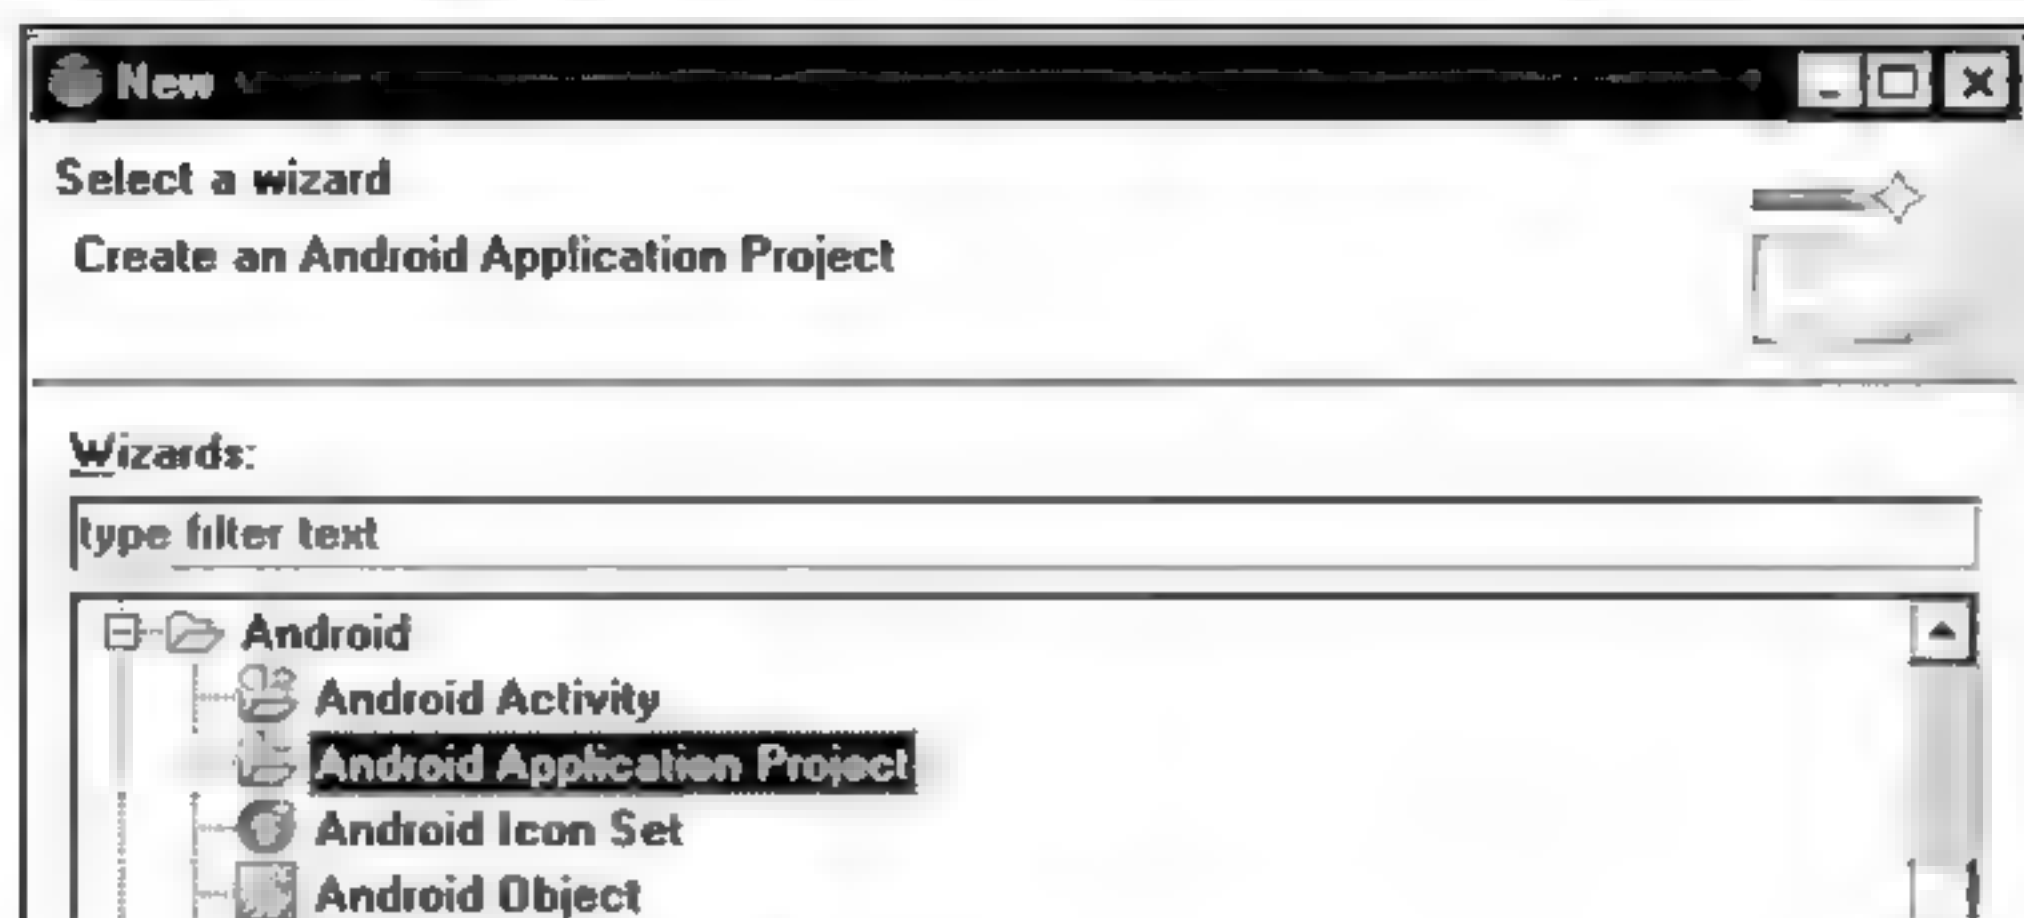 New
Select a wizard
Create an Android Application Project
Wizards:
type filter text
Android
Android Activity
Android Application Project
Android Icon Set
Android Object